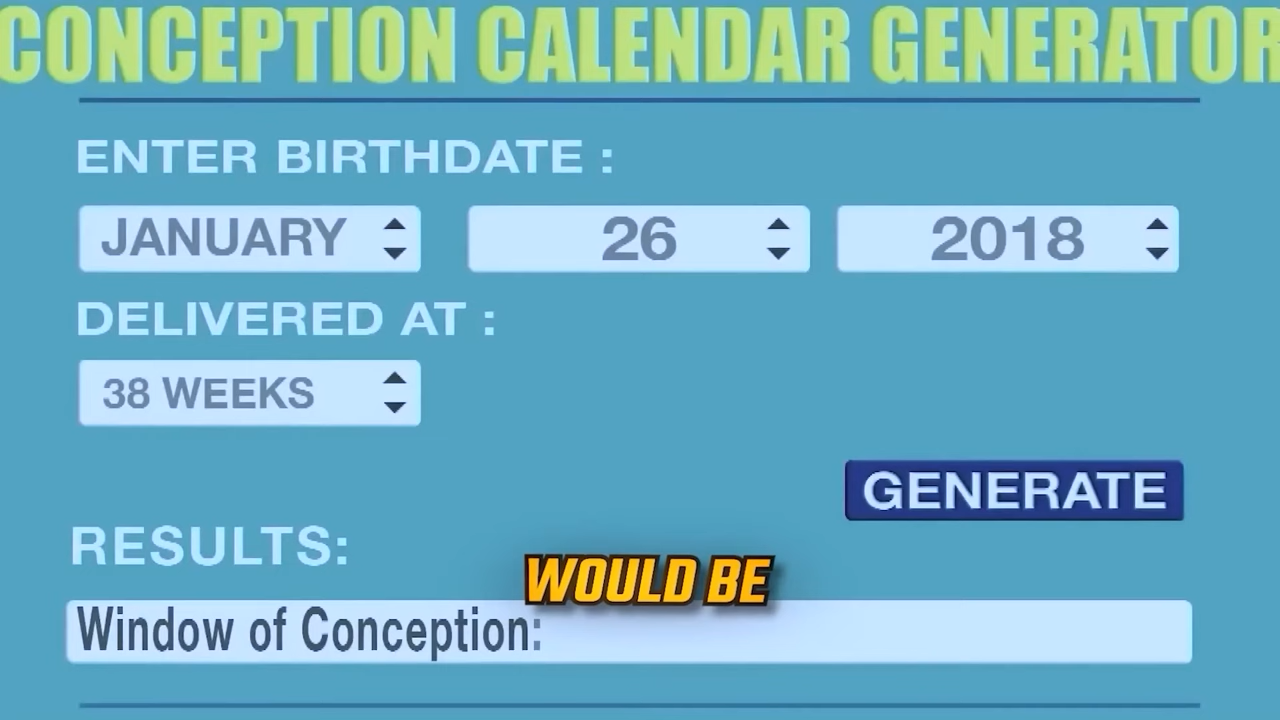 CONCEPTION CALENDAR GENERATOR
ENTER BIRTHDATE :
JANUARY 26 2018
DELIVERED AT :
38 WEEKS
GENERATE
RESULTS:
WOULD BE
Window of Conception: